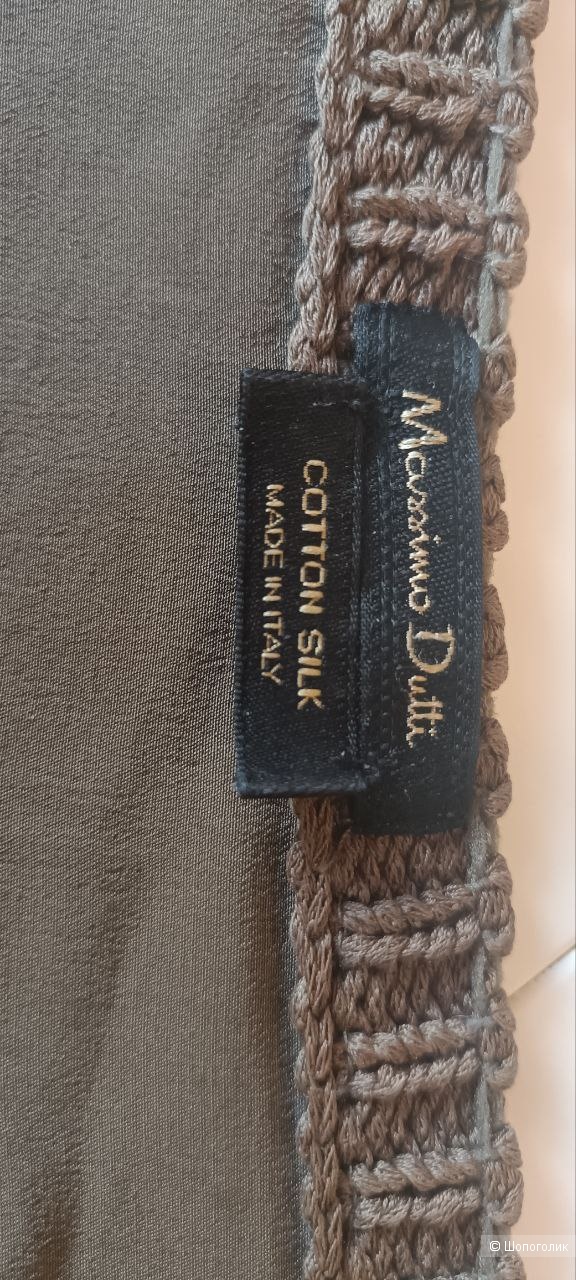 Massimo Dutti
COTTON SILK
MADE IN ITALY
© Шопоголик